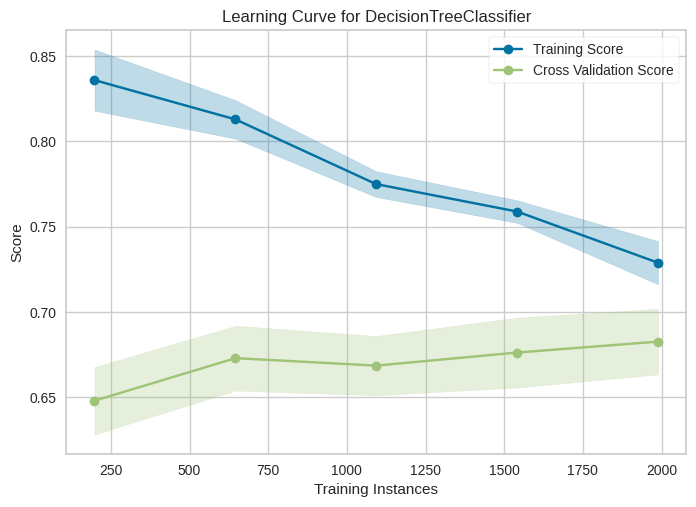 Learning Curve for DecisionTreeClassifier
Training Score
Cross Validation Score
Score
0.85
0.80
0.75
0.70
0.65
250 500 750 1000 1250 1500 1750 2000
Training Instances